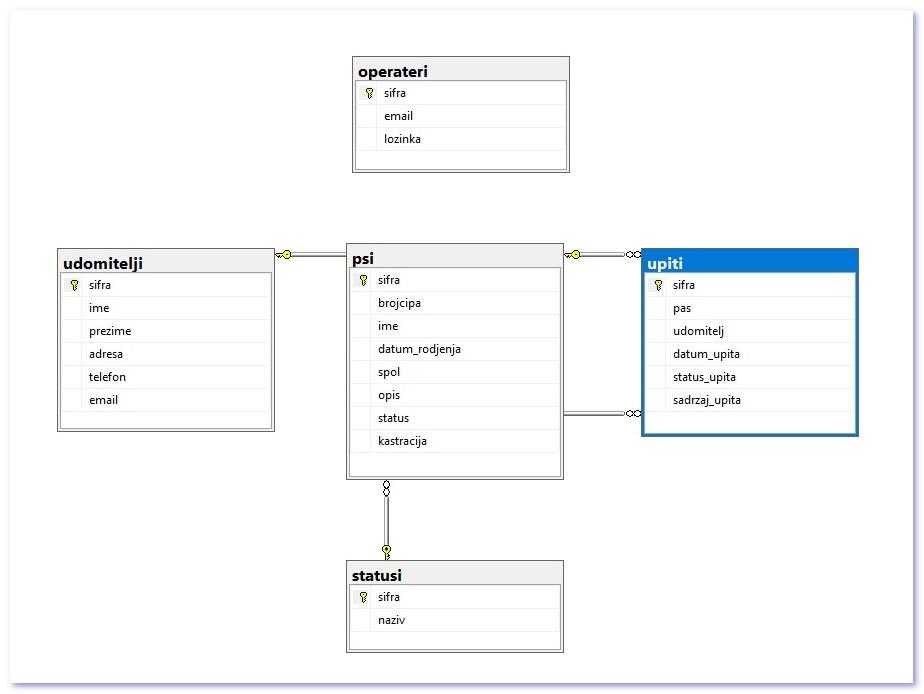 operateri
sifra
email
lozinka
udomitelji
sifra
ime
prezime
adresa
telefon
email
psi
sifra
brojcipa
ime
datum_rodjenja
spol
opis
status
kastracija
upiti
sifra
pas
udomitelj
datum_upita
status_upita
sadrzaj_upita
statusi
sifra
naziv